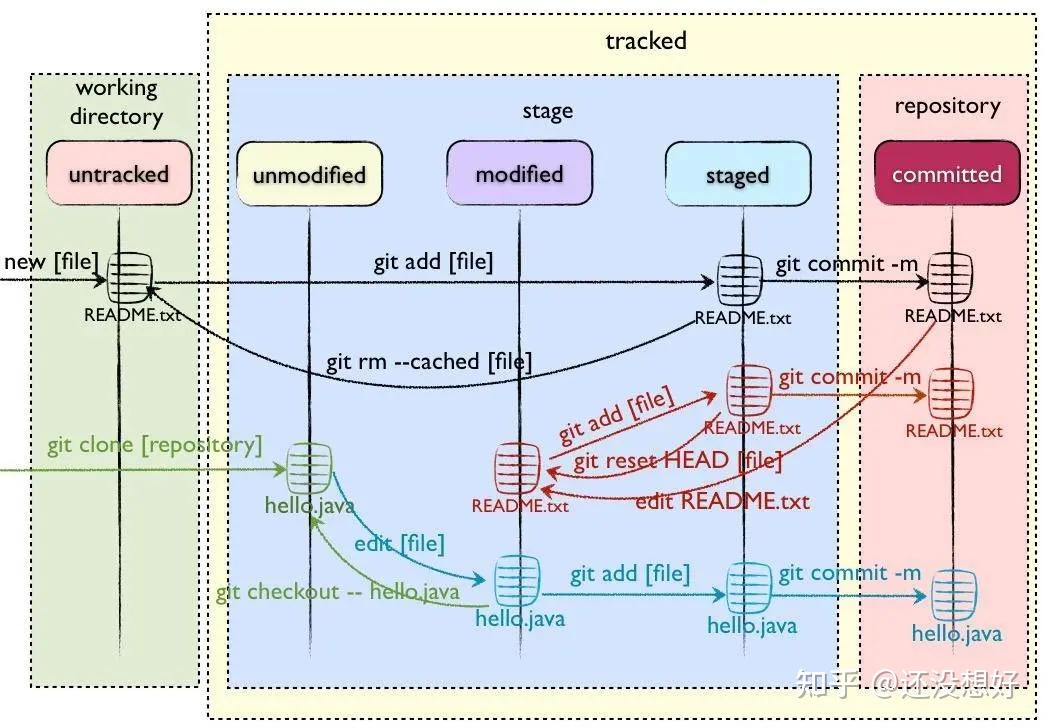 tracked
working
directory
stage
repository
untracked
unmodified
modified
staged
committed
new [file]
git add [file]
git commit -m
README.txt
README.txt
README.txt
git rm --cached [file]
git add [file]
git commit -m
README.txt
README.txt
git clone [repository]
git reset HEAD [file]
hello.java
README.txt
edit README.txt
edit [file]
git add [file]
git commit -m
git checkout -- hello.java
hello.java
hello.java
hello.java
知乎 @还没想好